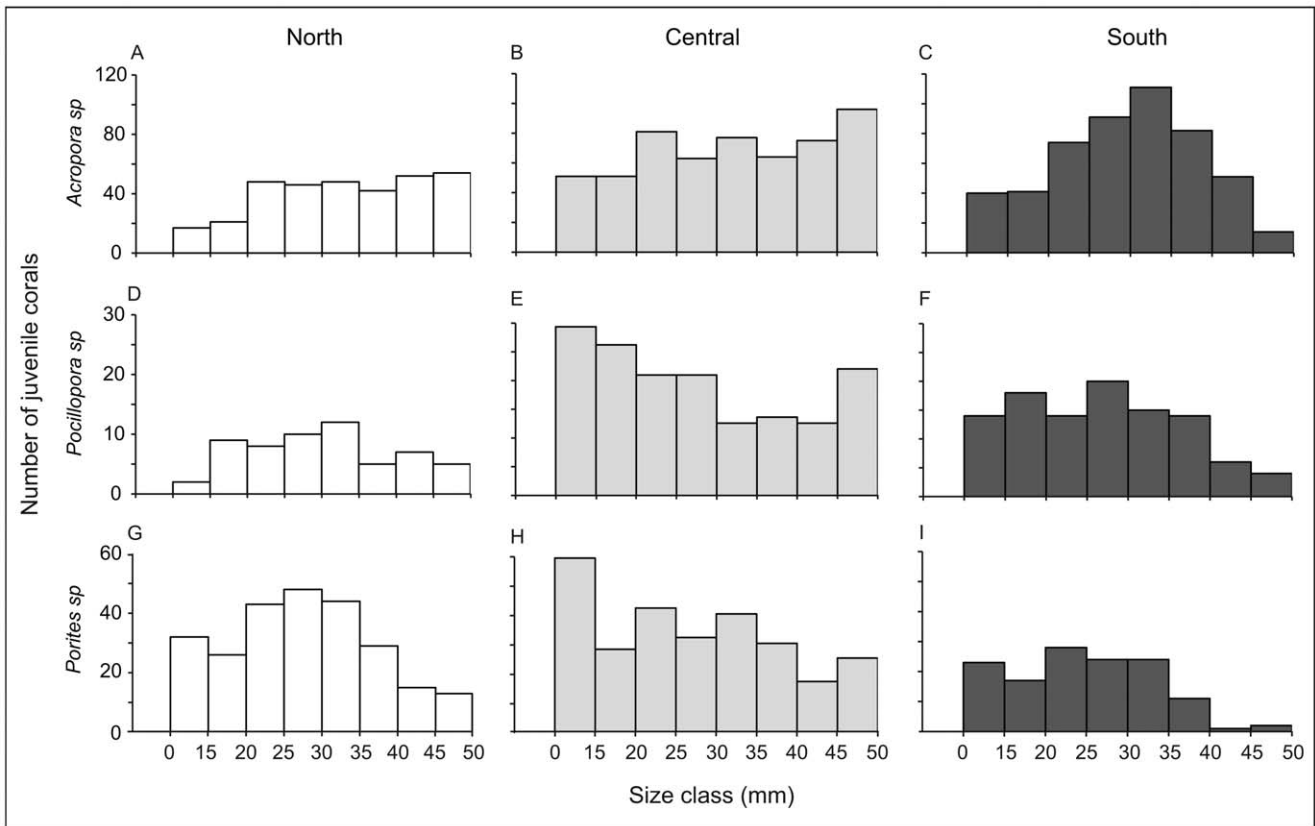 North
Central
South
A
B
C
120
80
40
0
Acropora sp
D
E
F
30
20
10
0
Pocillopora sp
G
H
I
60
40
20
0
Porites sp
Number of juvenile corals
0 15 20 25 30 35 40 45 50
0 15 20 25 30 35 40 45 50
0 15 20 25 30 35 40 45 50
Size class (mm)